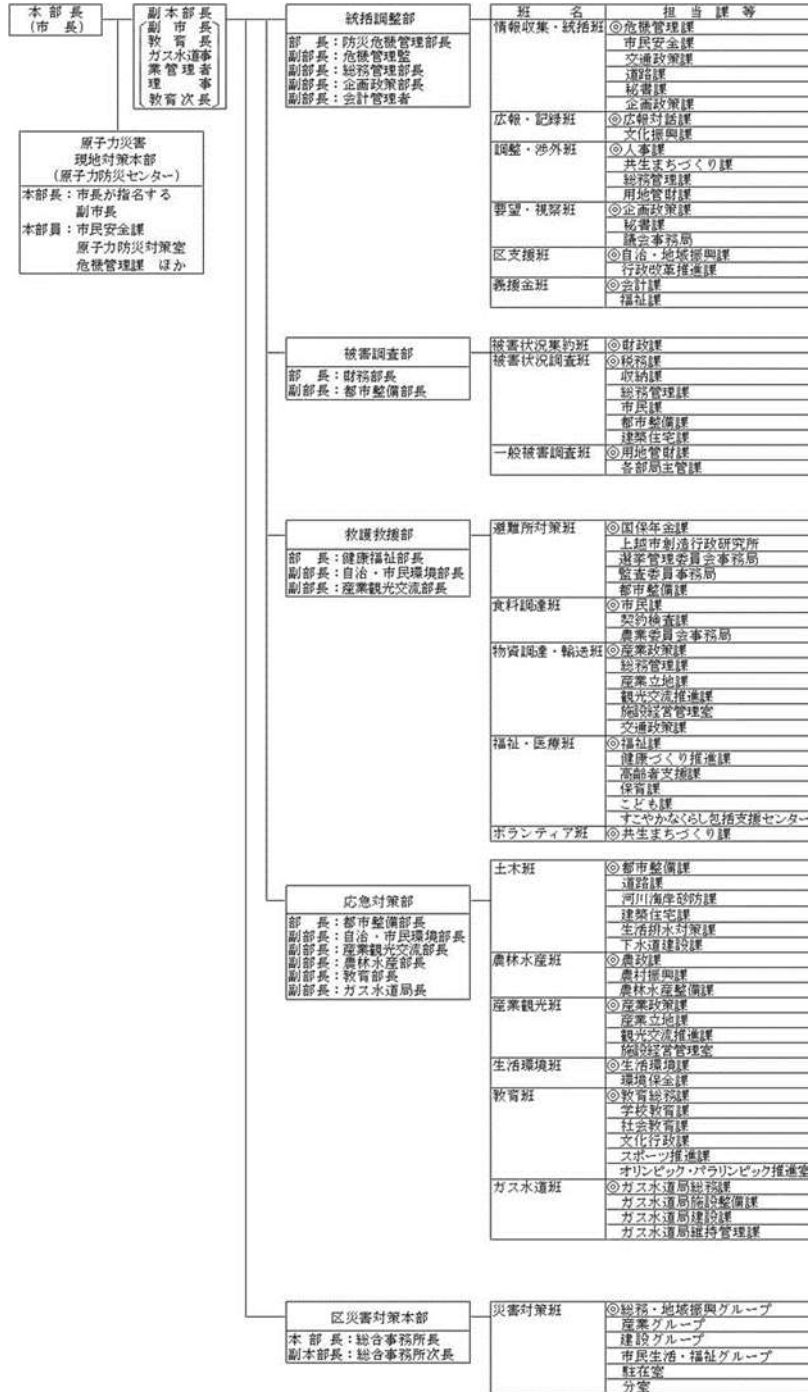 本部長
(市長)
副本部長
副市長
教育長
ガス水道事
業管理者
理事
教育次長
原子力災害
現地対策本部
(原子力防災センター)
本部長:市長が指名する
副市長
本部員:市民安全課
原子力防災対策室
危機管理課 ほか
統括調整部
部 長:防災危機管理部長
副部長:危機管理監
副部長:総務管理部長
副部長:企画政策部長
副部長:会計管理者
班 名 担当課等
情報収集・統括班 ◎危機管理課
市民安全課
交通政策課
道路課
秘書課
企画政策課
広報・記録班 ◎広報対話課
文化振興課
調整・渉外班 ◎人事課
共生まちづくり課
総務管理課
用地管財課
要望・視察班 ◎企画政策課
秘書課
議会事務局
区支援班 ◎自治・地域振興課
行政改革推進課
義援金班 ◎会計課
福祉課
被害調査部
部 長:財務部長
副部長:都市整備部長
被害状況集約班 ◎財政課
被害状況調査班 ◎税務課
収納課
総務管理課
市民課
都市整備課
建築住宅課
一般被害調査班 ◎用地管財課
各部局主管課
救護救援部
部 長:健康福祉部長
副部長:自治・市民環境部長
副部長:産業観光交流部長
避難所対策班 ◎国保年金課
上越市創造行政研究所
選挙管理委員会事務局
監査委員事務局
都市整備課
食料調達班 ◎市民課
契約検査課
農業委員会事務局
物資調達・輸送班 ◎産業政策課
総務管理課
産業立地課
観光交流推進課
施設経営管理室
交通政策課
福祉・医療班 ◎福祉課
健康づくり推進課
高齢者支援課
保育課
こども課
すこやかなくらし包括支援センター
ボランティア班 ◎共生まちづくり課
応急対策部
部 長:都市整備部長
副部長:自治・市民環境部長
副部長:産業観光交流部長
副部長:農林水産部長
副部長:教育部長
副部長:ガス水道局長
土木班 ◎都市整備課
道路課
河川海岸砂防課
建築住宅課
生活排水対策課
下水道建設課
農林水産班 ◎農政課
農村振興課
農林水産整備課
産業観光班 ◎産業政策課
産業立地課
観光交流推進課
施設経営管理室
生活環境班 ◎生活環境課
環境保全課
教育班 ◎教育総務課
学校教育課
社会教育課
文化行政課
スポーツ推進課
オリンピック・パラリンピック推進室
ガス水道班 ◎ガス水道局総務課
ガス水道局施設整備課
ガス水道局建設課
ガス水道局維持管理課
区災害対策本部
本 部 長:総合事務所長
副本部長:総合事務所次長
災害対策班 ◎総務・地域振興グループ
産業グループ
建設グループ
市民生活・福祉グループ
駐在室
分室